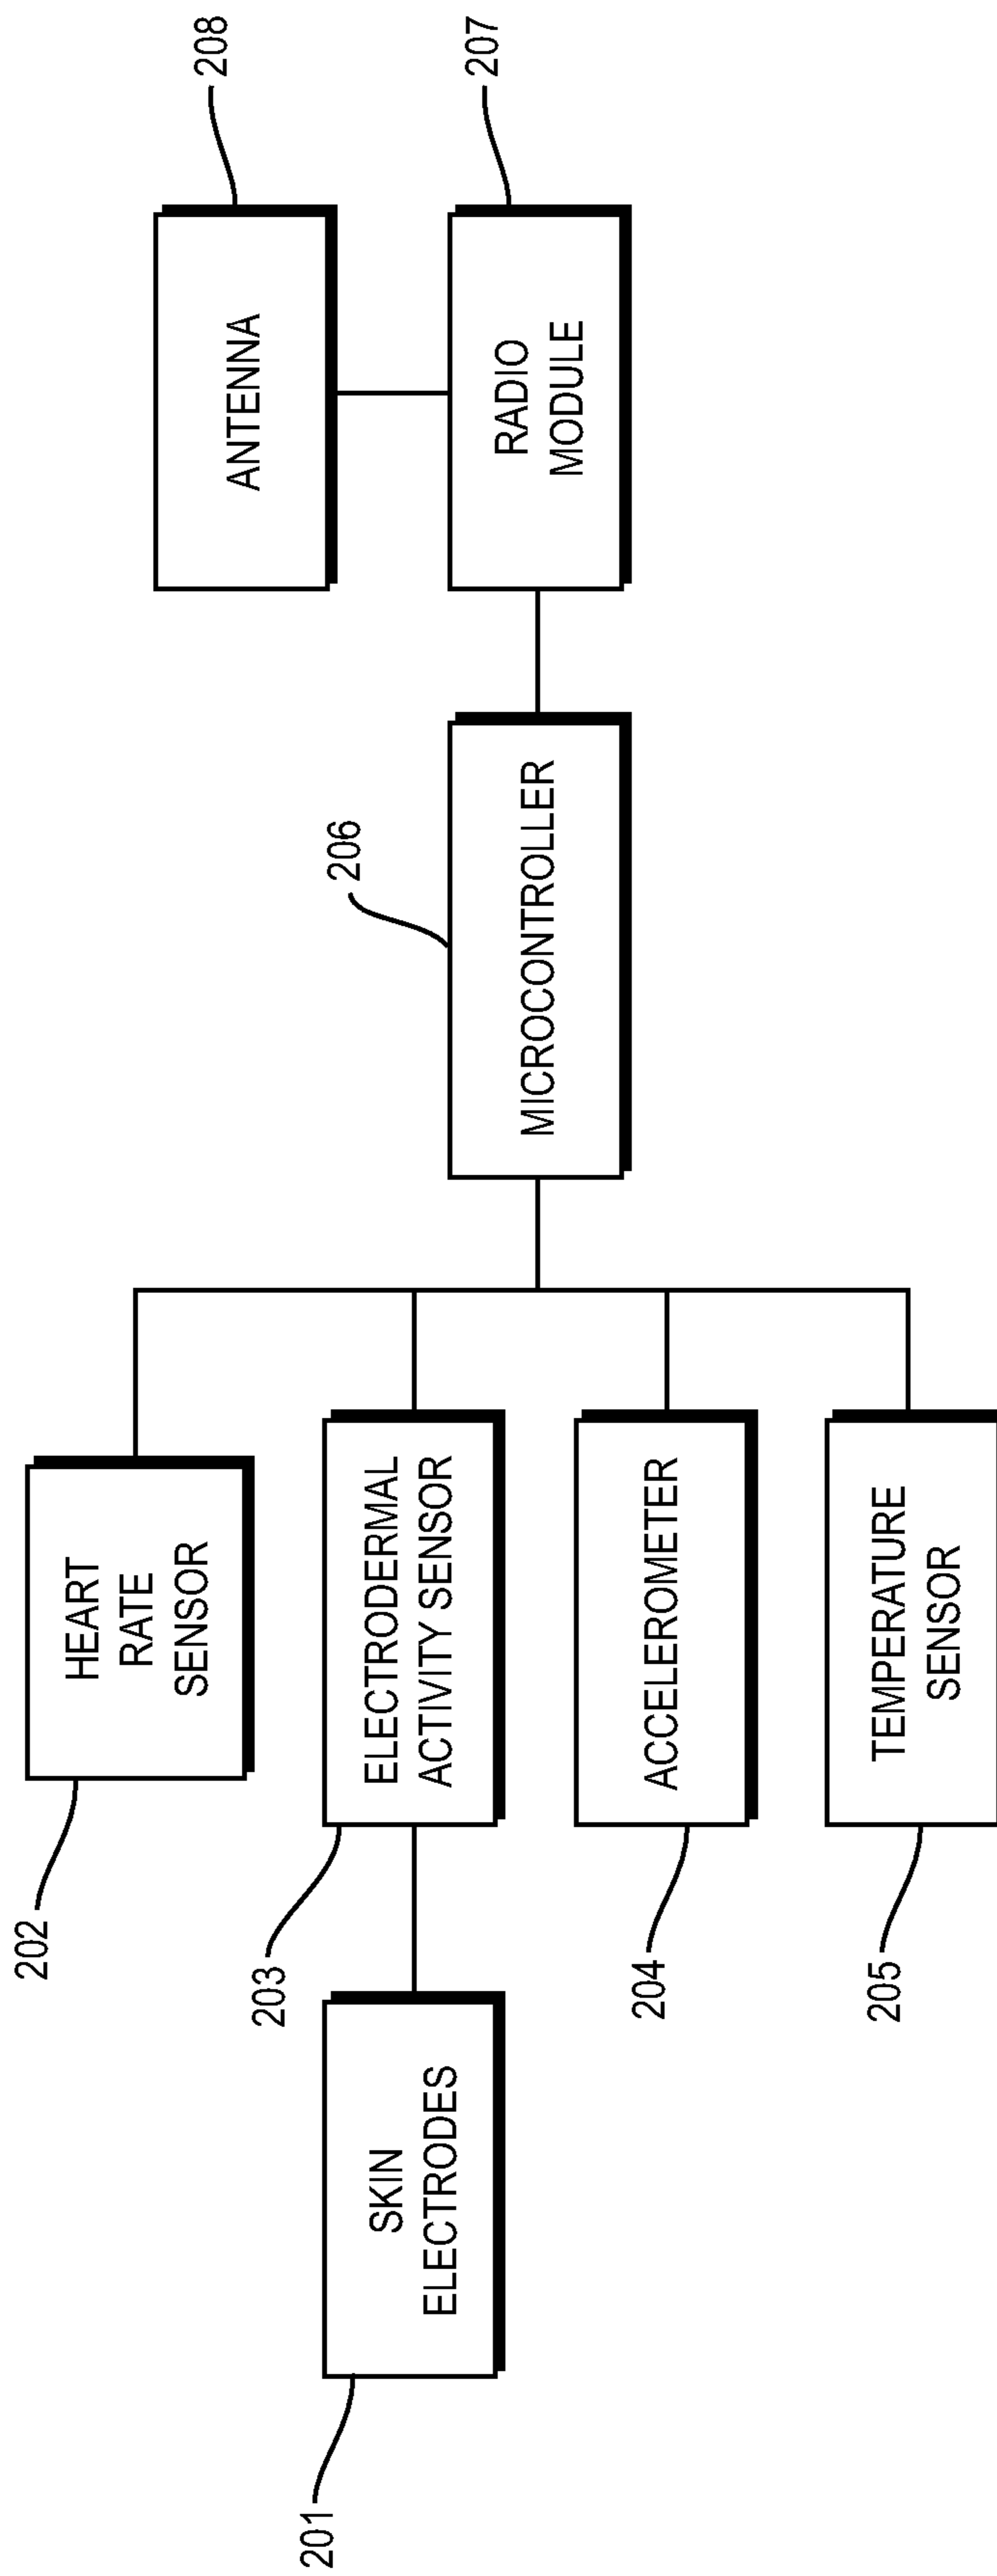 202
HEART
RATE
SENSOR
208
ANTENNA
201
SKIN
ELECTRODES
203
ELECTRODERMAL
ACTIVITY SENSOR
206
MICROCONTROLLER
207
RADIO
MODULE
204
ACCELEROMETER
205
TEMPERATURE
SENSOR